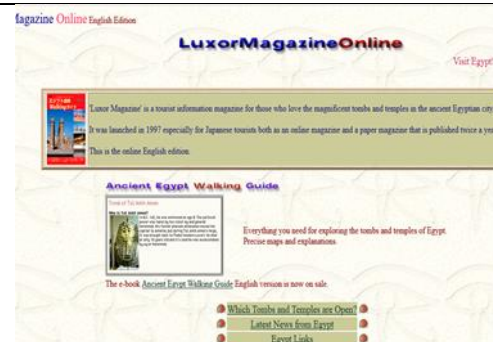 Magazine Online English Edition
LuxorMagazineOnline
Visit Egypt
'Luxor Magazine' is a tourist information magazine for those who love the magnificent tombs and temples in the ancient Egyptian city
It was launched in 1997 especially for Japanese tourists both as an online magazine and a paper magazine that is published twice a yea
This is the online English edition.
Ancient Egypt Walking Guide
Everything you need for exploring the tombs and temples of Egypt.
Precise maps and explanations.
The e-book Ancient Egypt Walking Guide English version is now on sale.
Which Tombs and Temples are Open?
Latest News from Egypt
Egypt Links